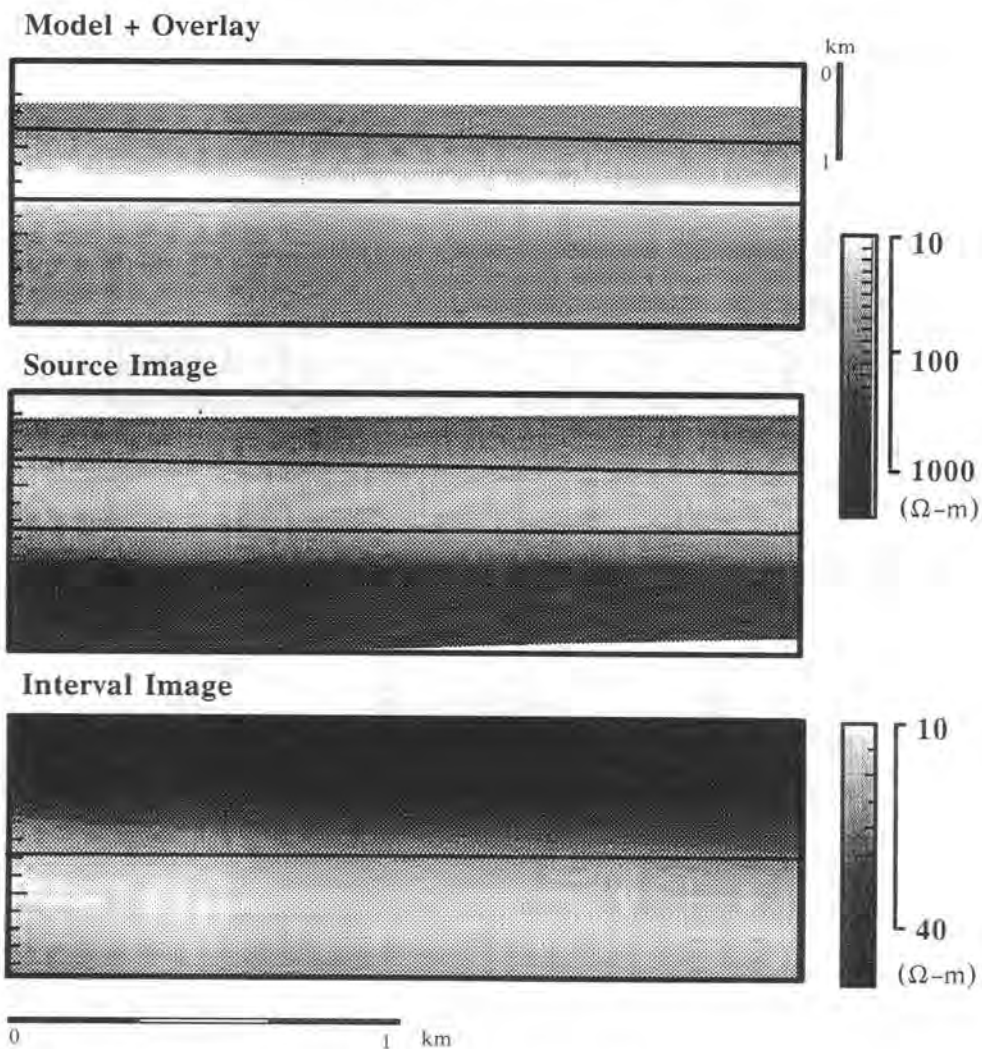 Model + Overlay
km
0
1
10
100
1000
(Ω-m)
Source Image
Interval Image
10
40
(Ω-m)
0
1
km